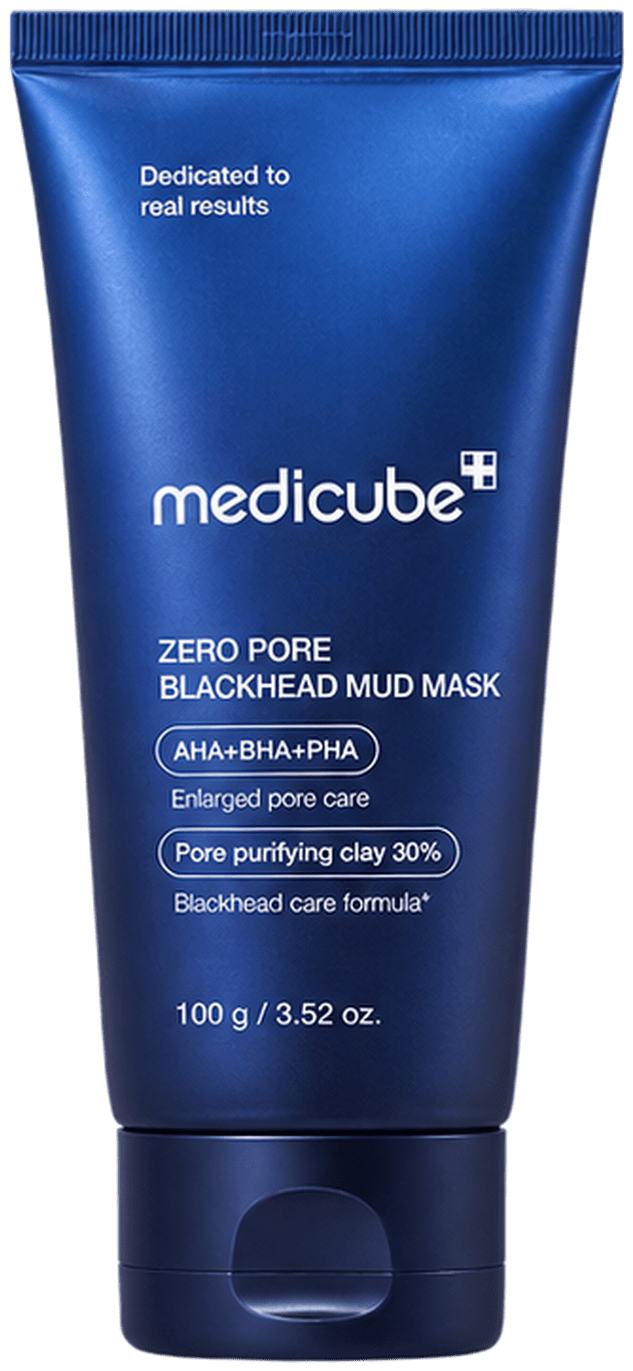 Dedicated to
real results
medicube
ZERO PORE
BLACKHEAD MUD MASK
AHA+BHA+PHA
Enlarged pore care
Pore purifying clay 30%
Blackhead care formula*
100 g / 3.52 oz.